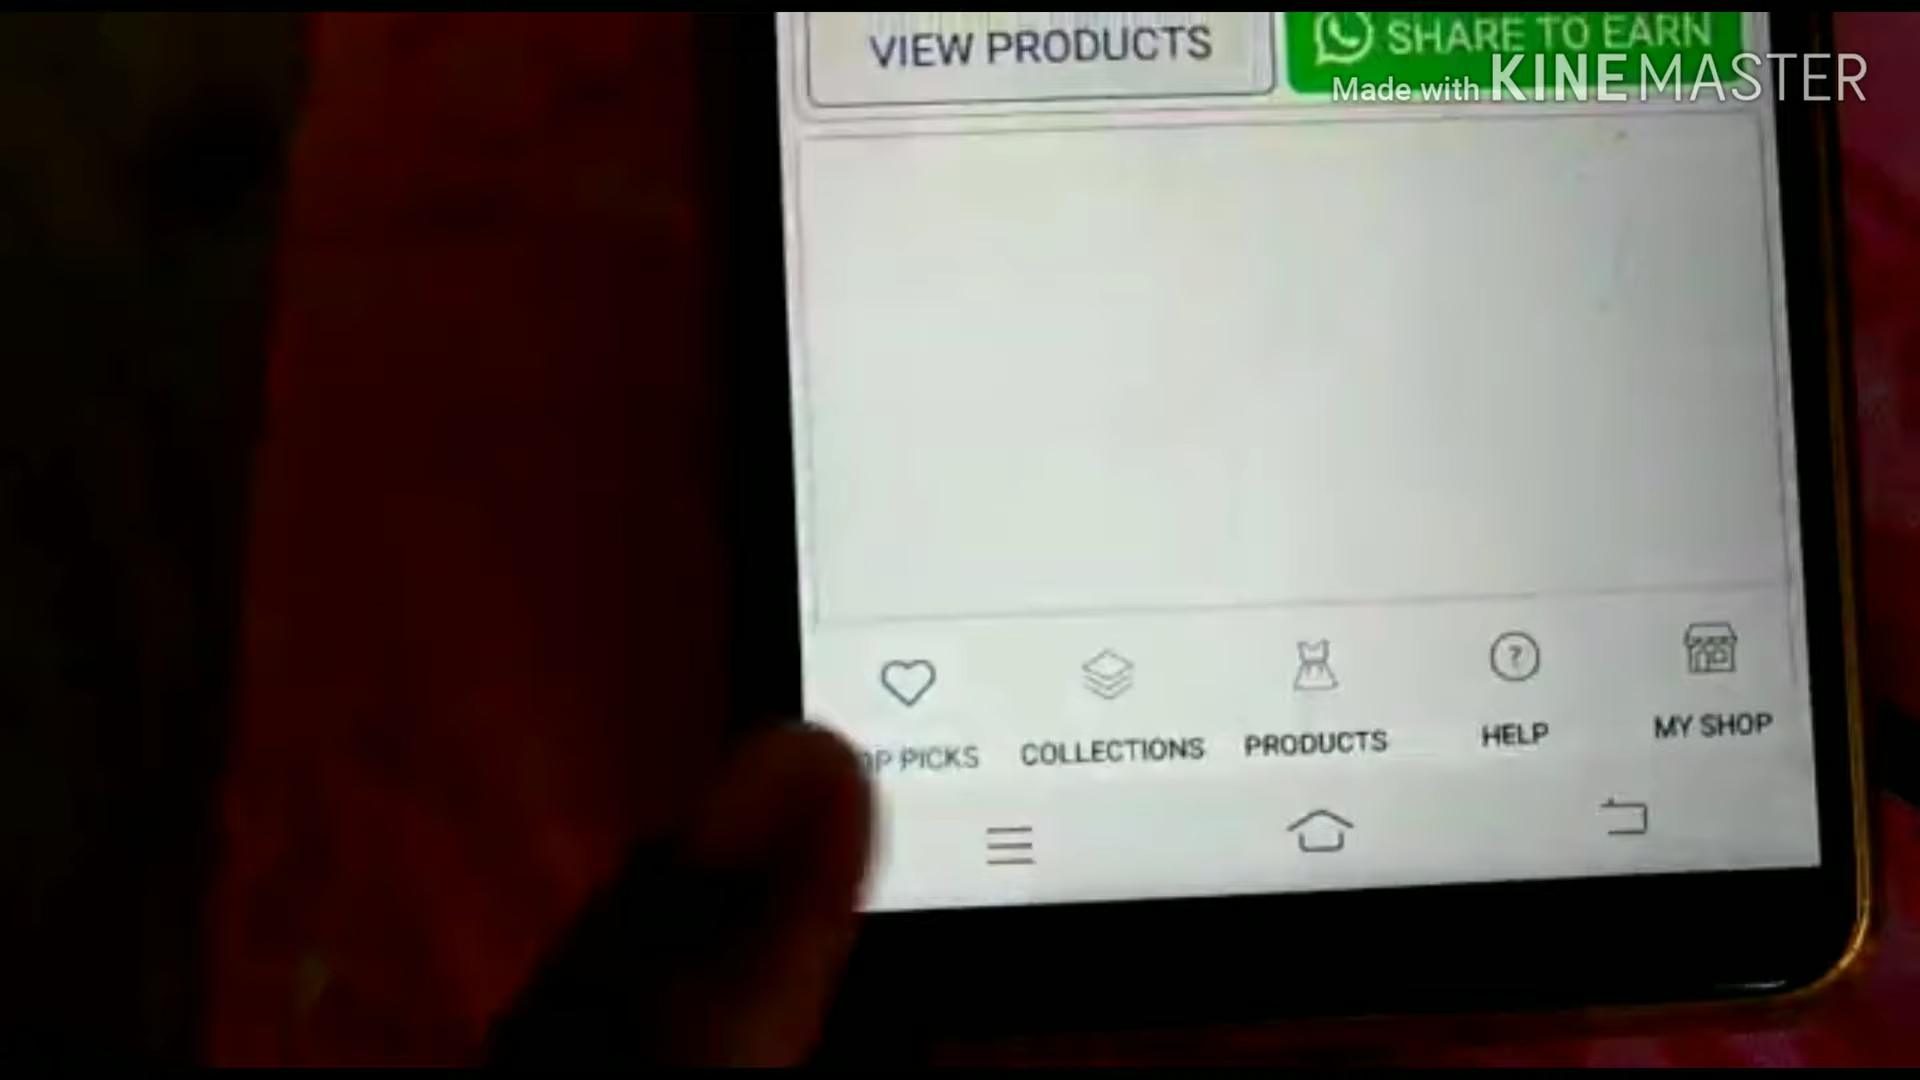 VIEW PRODUCTS
SHARE TO EARN
Made with KINEMASTER
PICKS
COLLECTIONS
PRODUCTS
HELP
MY SHOP